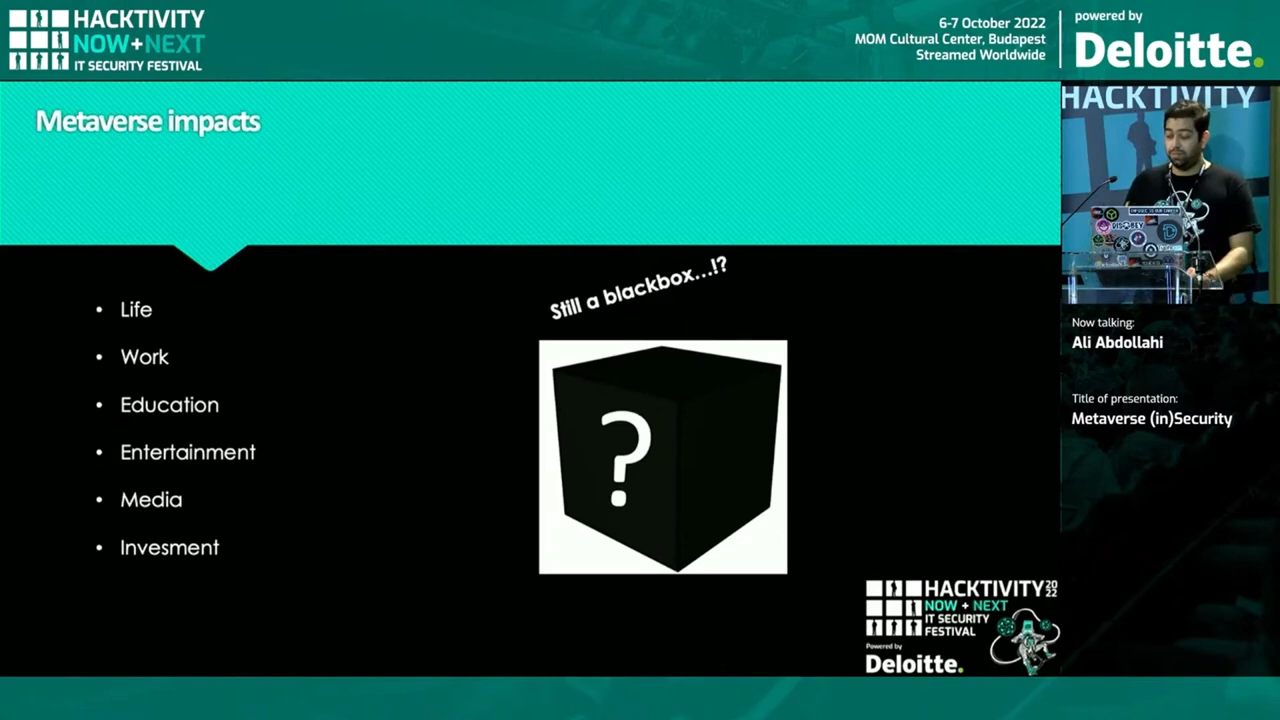 HACKTIVITY
NOW+NEXT
IT SECURITY FESTIVAL
6-7 October 2022
MOM Cultural Center, Budapest
Streamed Worldwide
powered by
Deloitte.
Metaverse impacts
• Life
• Work
• Education
• Entertainment
• Media
• Invesment
Still a blackbox...!?
?
HACKTIVITY 2022
NOW + NEXT
IT SECURITY
FESTIVAL
Powered by
Deloitte.
HACKTIVITY
Now talking:
Ali Abdollahi
Title of presentation:
Metaverse (in)Security